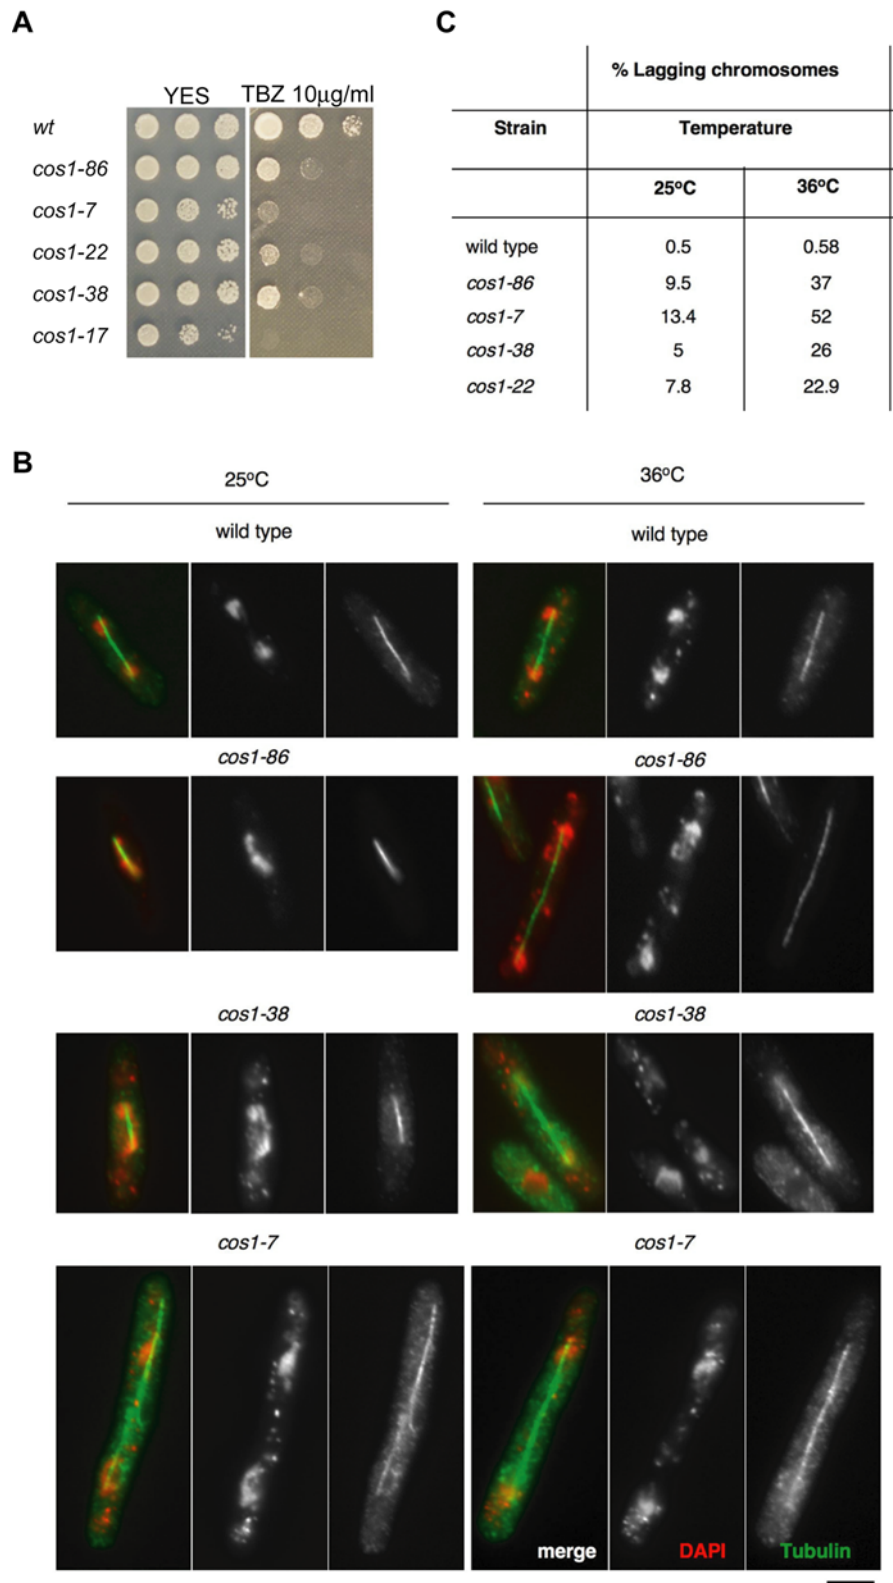 A
YES TBZ 10µg/ml
wt
cos1-86
cos1-7
cos1-22
cos1-38
cos1-17
C
% Lagging chromosomes
Strain Temperature
25ºC 36ºC
wild type 0.5 0.58
cos1-86 9.5 37
cos1-7 13.4 52
cos1-38 5 26
cos1-22 7.8 22.9
B
25ºC 36ºC
wild type wild type
cos1-86 cos1-86
cos1-38 cos1-38
cos1-7 cos1-7
merge DAPI Tubulin